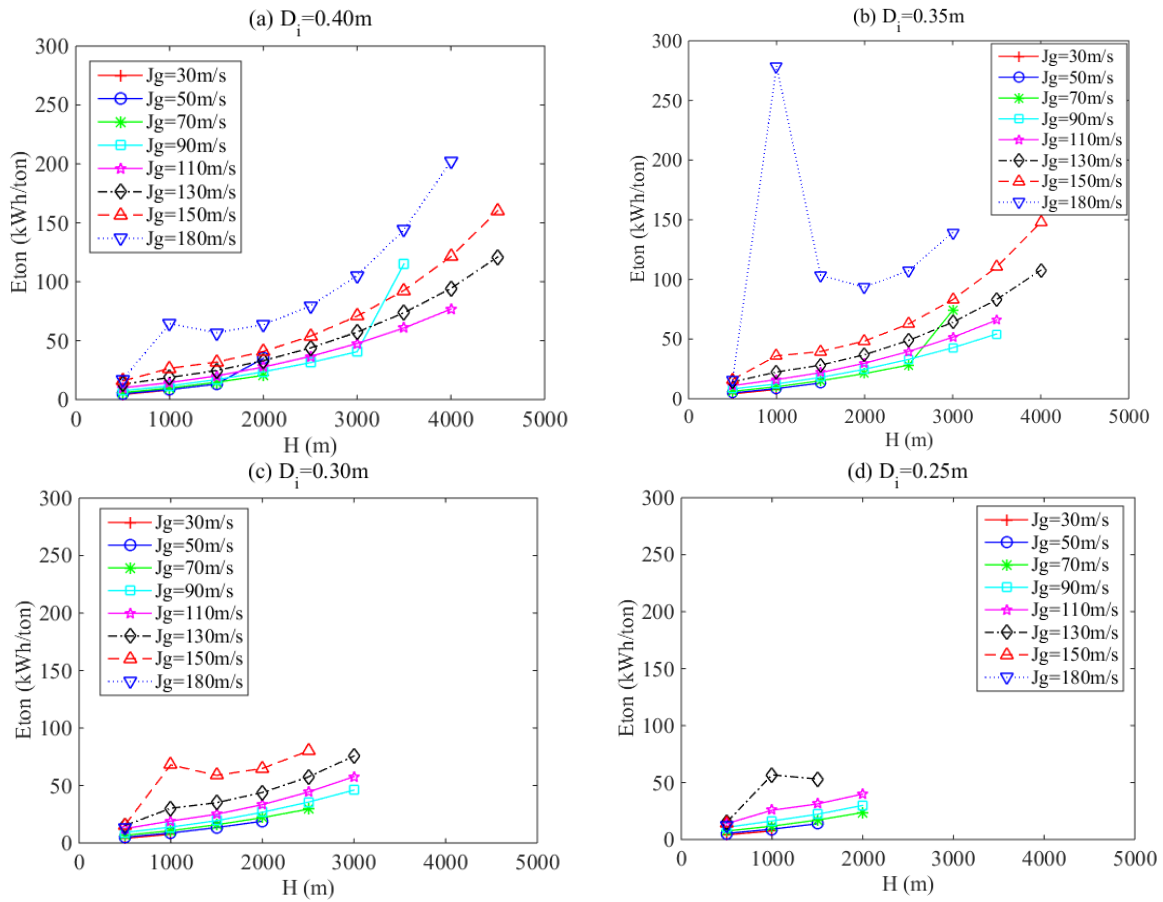 (a) D_i=0.40m
300
250
200
150
100
50
0
Eton (kWh/ton)
Jg=30m/s
Jg=50m/s
Jg=70m/s
Jg=90m/s
Jg=110m/s
Jg=130m/s
Jg=150m/s
Jg=180m/s
0 1000 2000 3000 4000 5000
H (m)
(b) D_i=0.35m
300
250
200
150
100
50
0
Eton (kWh/ton)
Jg=30m/s
Jg=50m/s
Jg=70m/s
Jg=90m/s
Jg=110m/s
Jg=130m/s
Jg=150m/s
Jg=180m/s
0 1000 2000 3000 4000 5000
H (m)
(c) D_i=0.30m
300
250
200
150
100
50
0
Eton (kWh/ton)
Jg=30m/s
Jg=50m/s
Jg=70m/s
Jg=90m/s
Jg=110m/s
Jg=130m/s
Jg=150m/s
Jg=180m/s
0 1000 2000 3000 4000 5000
H (m)
(d) D_i=0.25m
300
250
200
150
100
50
0
Eton (kWh/ton)
Jg=30m/s
Jg=50m/s
Jg=70m/s
Jg=90m/s
Jg=110m/s
Jg=130m/s
Jg=150m/s
Jg=180m/s
0 1000 2000 3000 4000 5000
H (m)